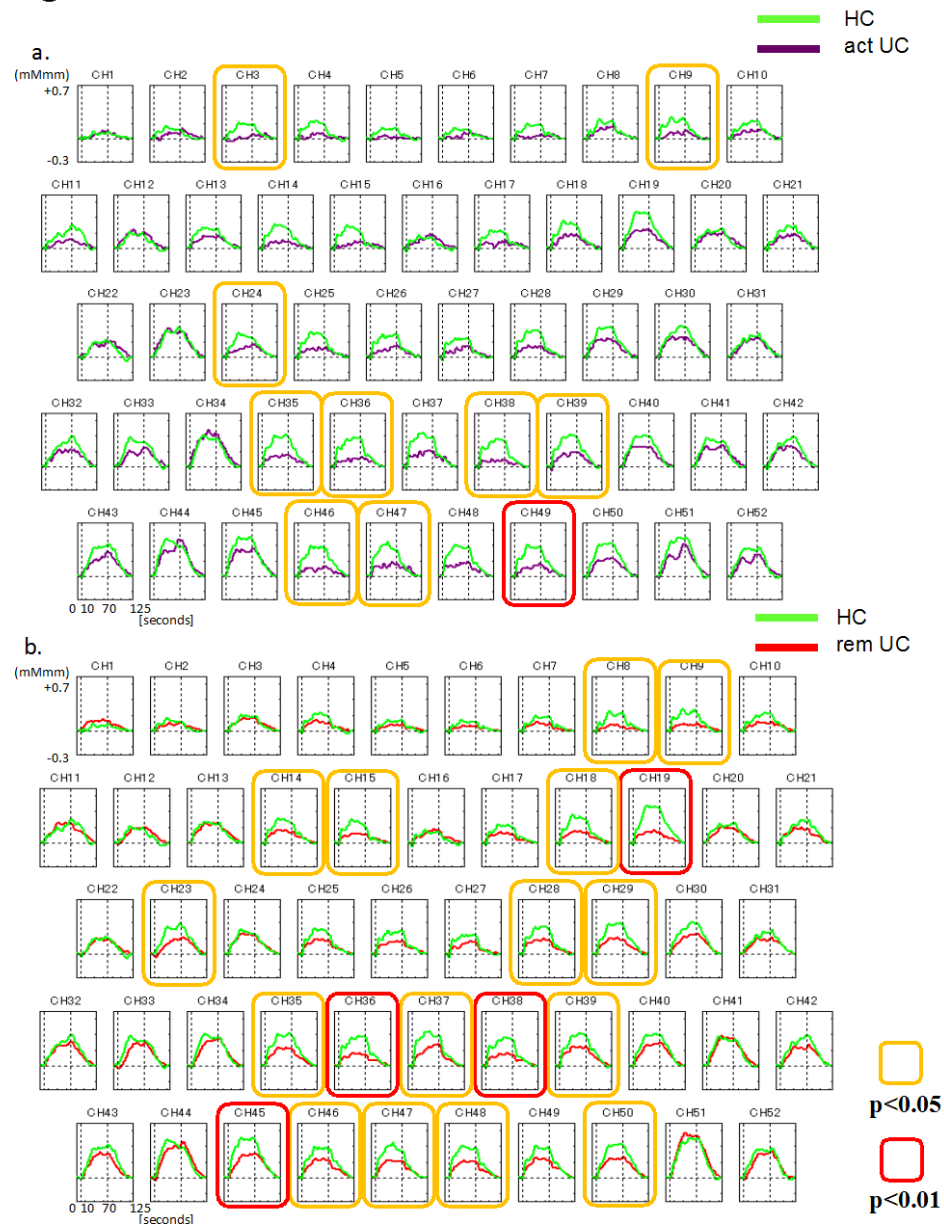 HC
act UC
a.
(mMmm)
+0.7
-0.3
CH1 CH2 CH3 CH4 CH5 CH6 CH7 CH8 CH9 CH10
CH11 CH12 CH13 CH14 CH15 CH16 CH17 CH18 CH19 CH20 CH21
CH22 CH23 CH24 CH25 CH26 CH27 CH28 CH29 CH30 CH31
CH32 CH33 CH34 CH35 CH36 CH37 CH38 CH39 CH40 CH41 CH42
CH43 CH44 CH45 CH46 CH47 CH48 CH49 CH50 CH51 CH52
0 10 70 125
[seconds]
HC
rem UC
b.
(mMmm)
+0.7
-0.3
CH1 CH2 CH3 CH4 CH5 CH6 CH7 CH8 CH9 CH10
CH11 CH12 CH13 CH14 CH15 CH16 CH17 CH18 CH19 CH20 CH21
CH22 CH23 CH24 CH25 CH26 CH27 CH28 CH29 CH30 CH31
CH32 CH33 CH34 CH35 CH36 CH37 CH38 CH39 CH40 CH41 CH42
CH43 CH44 CH45 CH46 CH47 CH48 CH49 CH50 CH51 CH52
0 10 70 125
[seconds]
p<0.05
p<0.01